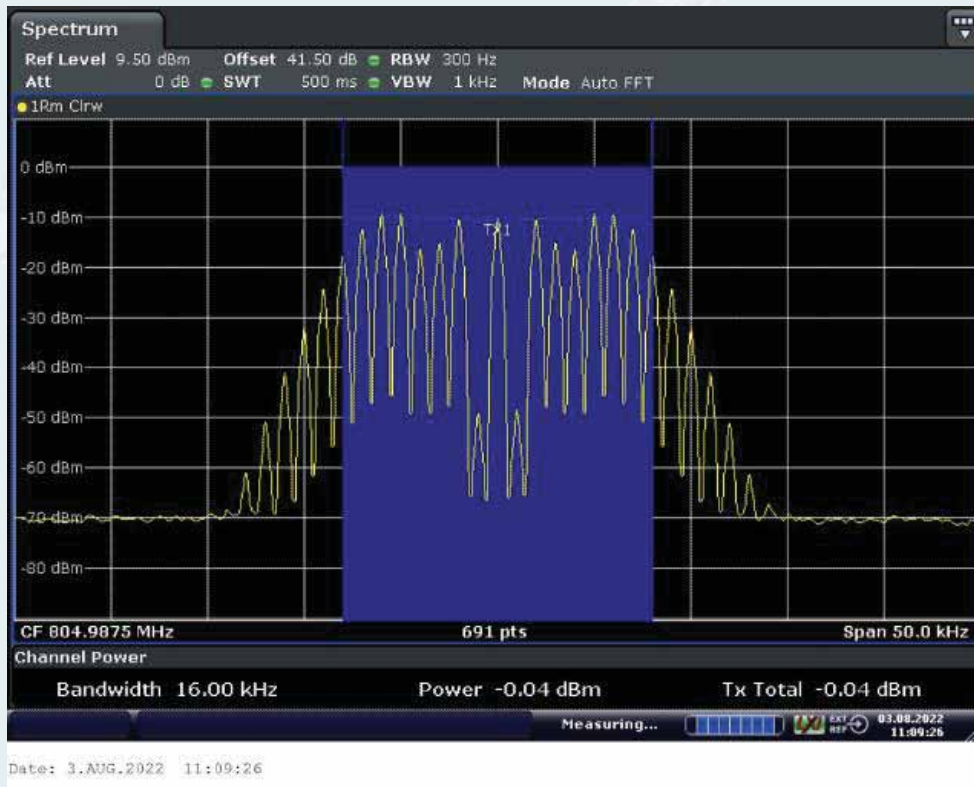 Spectrum
Ref Level 9.50 dBm Offset 41.50 dB RBW 300 Hz
Att 0 dB SWT 500 ms VBW 1 kHz Mode Auto FFT
1Rm Clrw
0 dBm
-10 dBm
TX1
-20 dBm
-30 dBm
-40 dBm
-50 dBm
-60 dBm
-70 dBm
-80 dBm
CF 804.9875 MHz 691 pts Span 50.0 kHz
Channel Power
Bandwidth 16.00 kHz Power -0.04 dBm Tx Total -0.04 dBm
Measuring... EXT REF 03.08.2022
11:09:26
Date: 3.AUG.2022 11:09:26